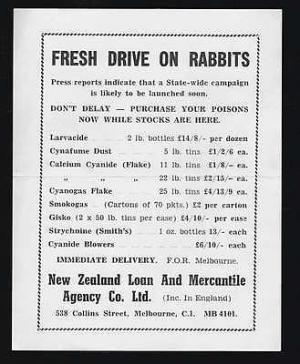 FRESH DRIVE ON RABBITS
Press reports indicate that a State-wide campaign
is likely to be launched soon.
DON'T DELAY — PURCHASE YOUR POISONS
NOW WHILE STOCKS ARE HERE.
Larvacide 2 lb. bottles £14/8/- per dozen
Cynafume Dust 5 lb. tins £1/2/6 ea.
Calcium Cyanide (Flake) 11 lb. tins £1/8/- ea.
„ „ „ 22 lb. tins £2/15/- ea.
Cyanogas Flake 25 lb. tins £4/13/9 ea.
Smokogas (Cartons of 70 pkts.) £2 per carton
Gisko (2 x 50 lb. tins per case) £4/10/- per case
Strychnine (Smith's) 1 oz. bottles 13/- each
Cyanide Blowers £6/10/- each
IMMEDIATE DELIVERY. F.O.R. Melbourne.
New Zealand Loan And Mercantile
Agency Co. Ltd. (Inc. In England)
538 Collins Street, Melbourne, C.1. MB 4101.